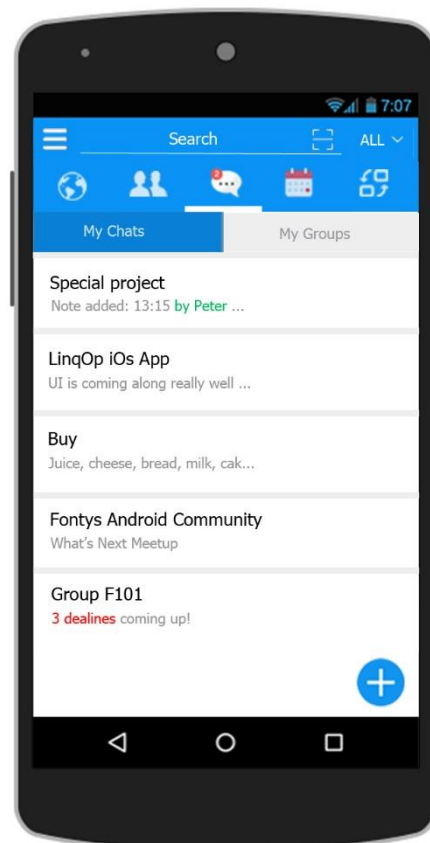 7:07
Search ALL
2
My Chats My Groups
Special project
Note added: 13:15 by Peter ...
LinqOp iOs App
UI is coming along really well ...
Buy
Juice, cheese, bread, milk, cak...
Fontys Android Community
What's Next Meetup
Group F101
3 dealines coming up!